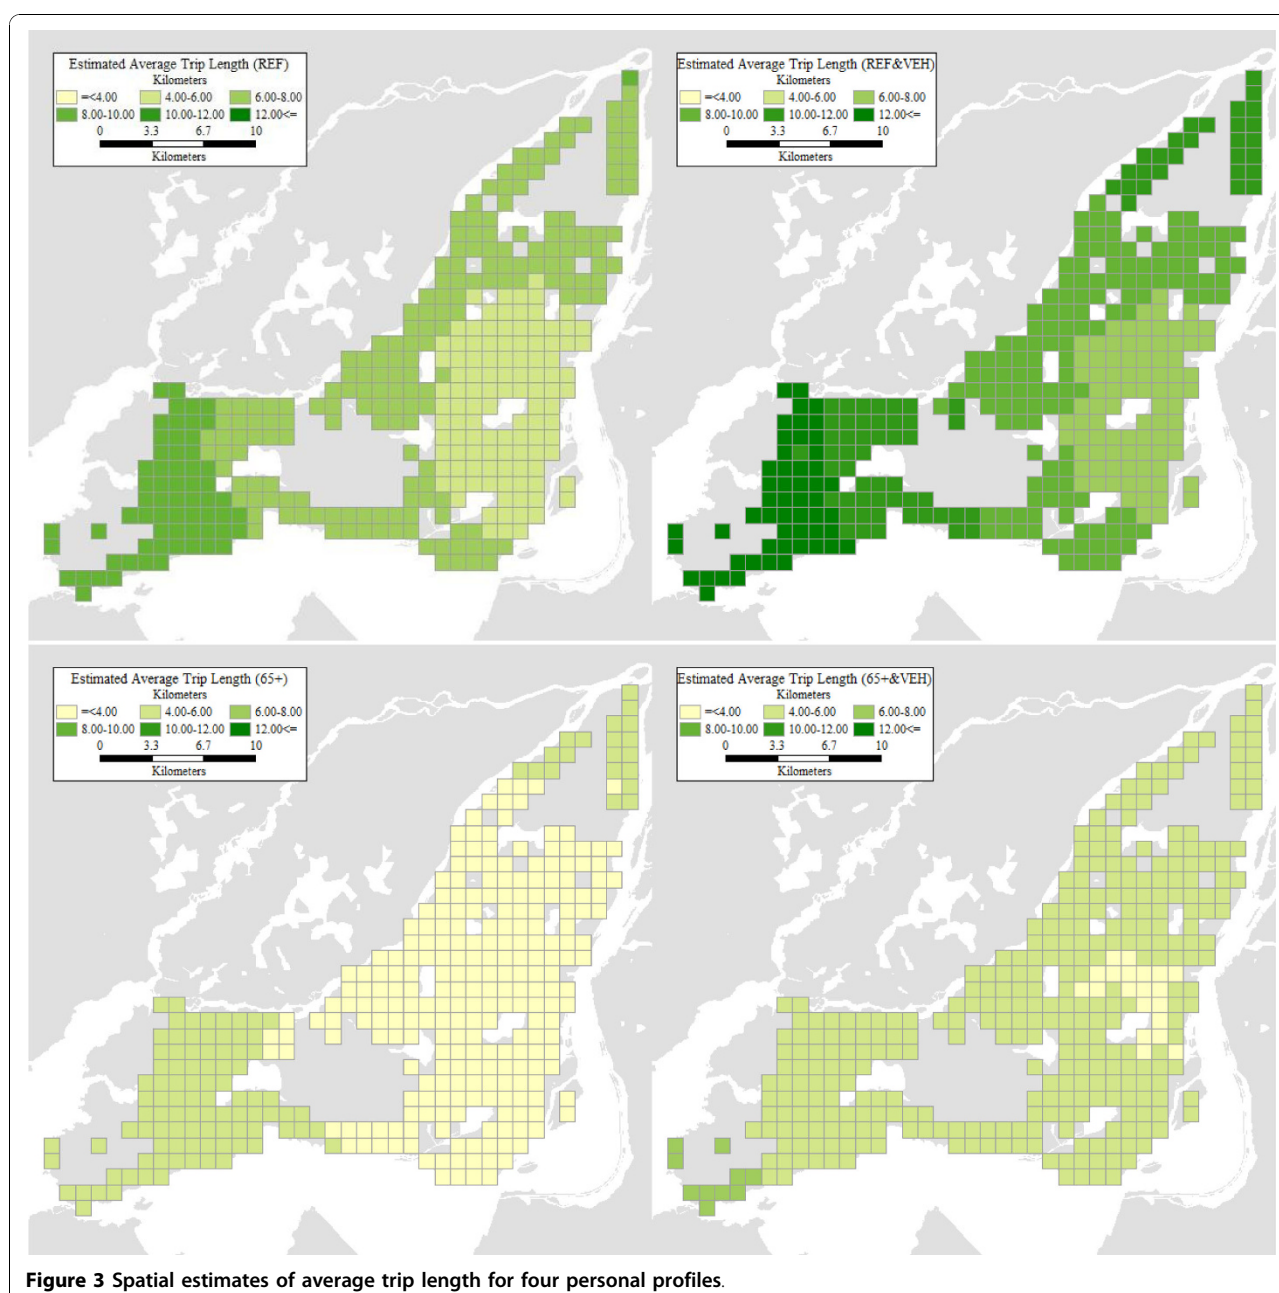 Estimated Average Trip Length (REF)
Kilometers
=<4.00 4.00-6.00 6.00-8.00
8.00-10.00 10.00-12.00 12.00<=
0 3.3 6.7 10
Kilometers
Estimated Average Trip Length (REF&VEH)
Kilometers
=<4.00 4.00-6.00 6.00-8.00
8.00-10.00 10.00-12.00 12.00<=
0 3.3 6.7 10
Kilometers
Estimated Average Trip Length (65+)
Kilometers
=<4.00 4.00-6.00 6.00-8.00
8.00-10.00 10.00-12.00 12.00<=
0 3.3 6.7 10
Kilometers
Estimated Average Trip Length (65+&VEH)
Kilometers
=<4.00 4.00-6.00 6.00-8.00
8.00-10.00 10.00-12.00 12.00<=
0 3.3 6.7 10
Kilometers
Figure 3 Spatial estimates of average trip length for four personal profiles.